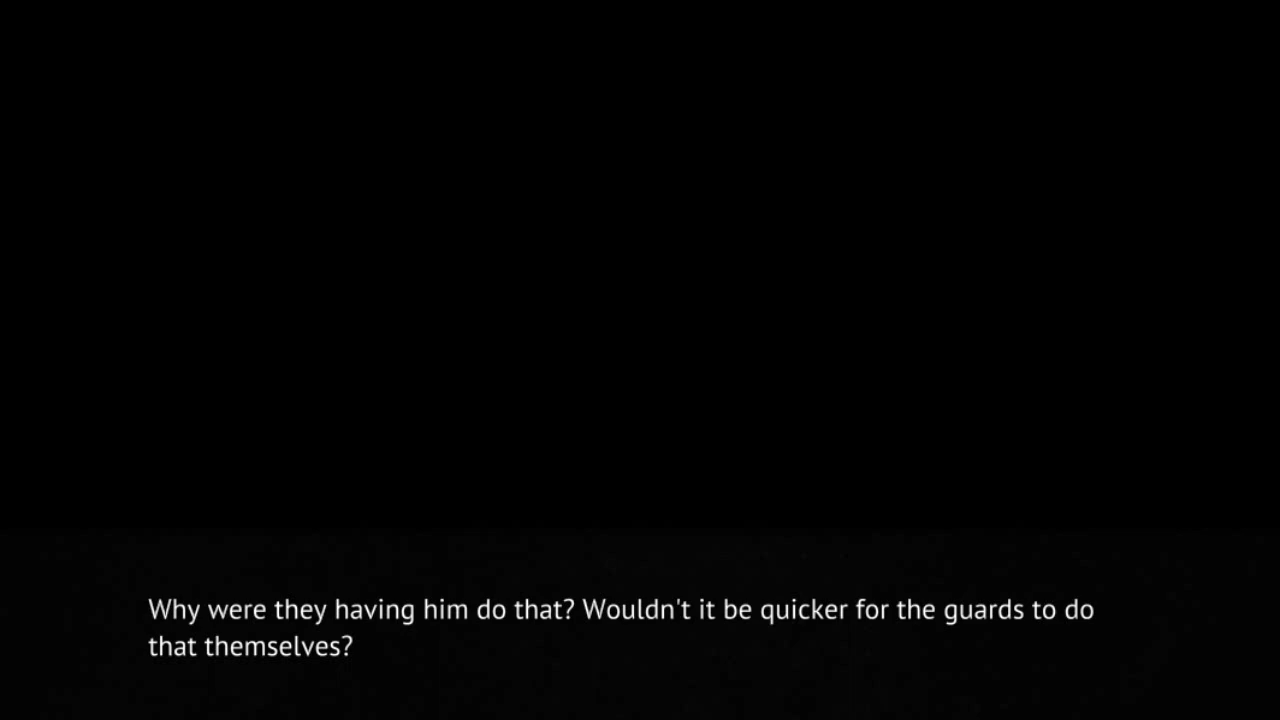 Why were they having him do that? Wouldn't it be quicker for the guards to do
that themselves?